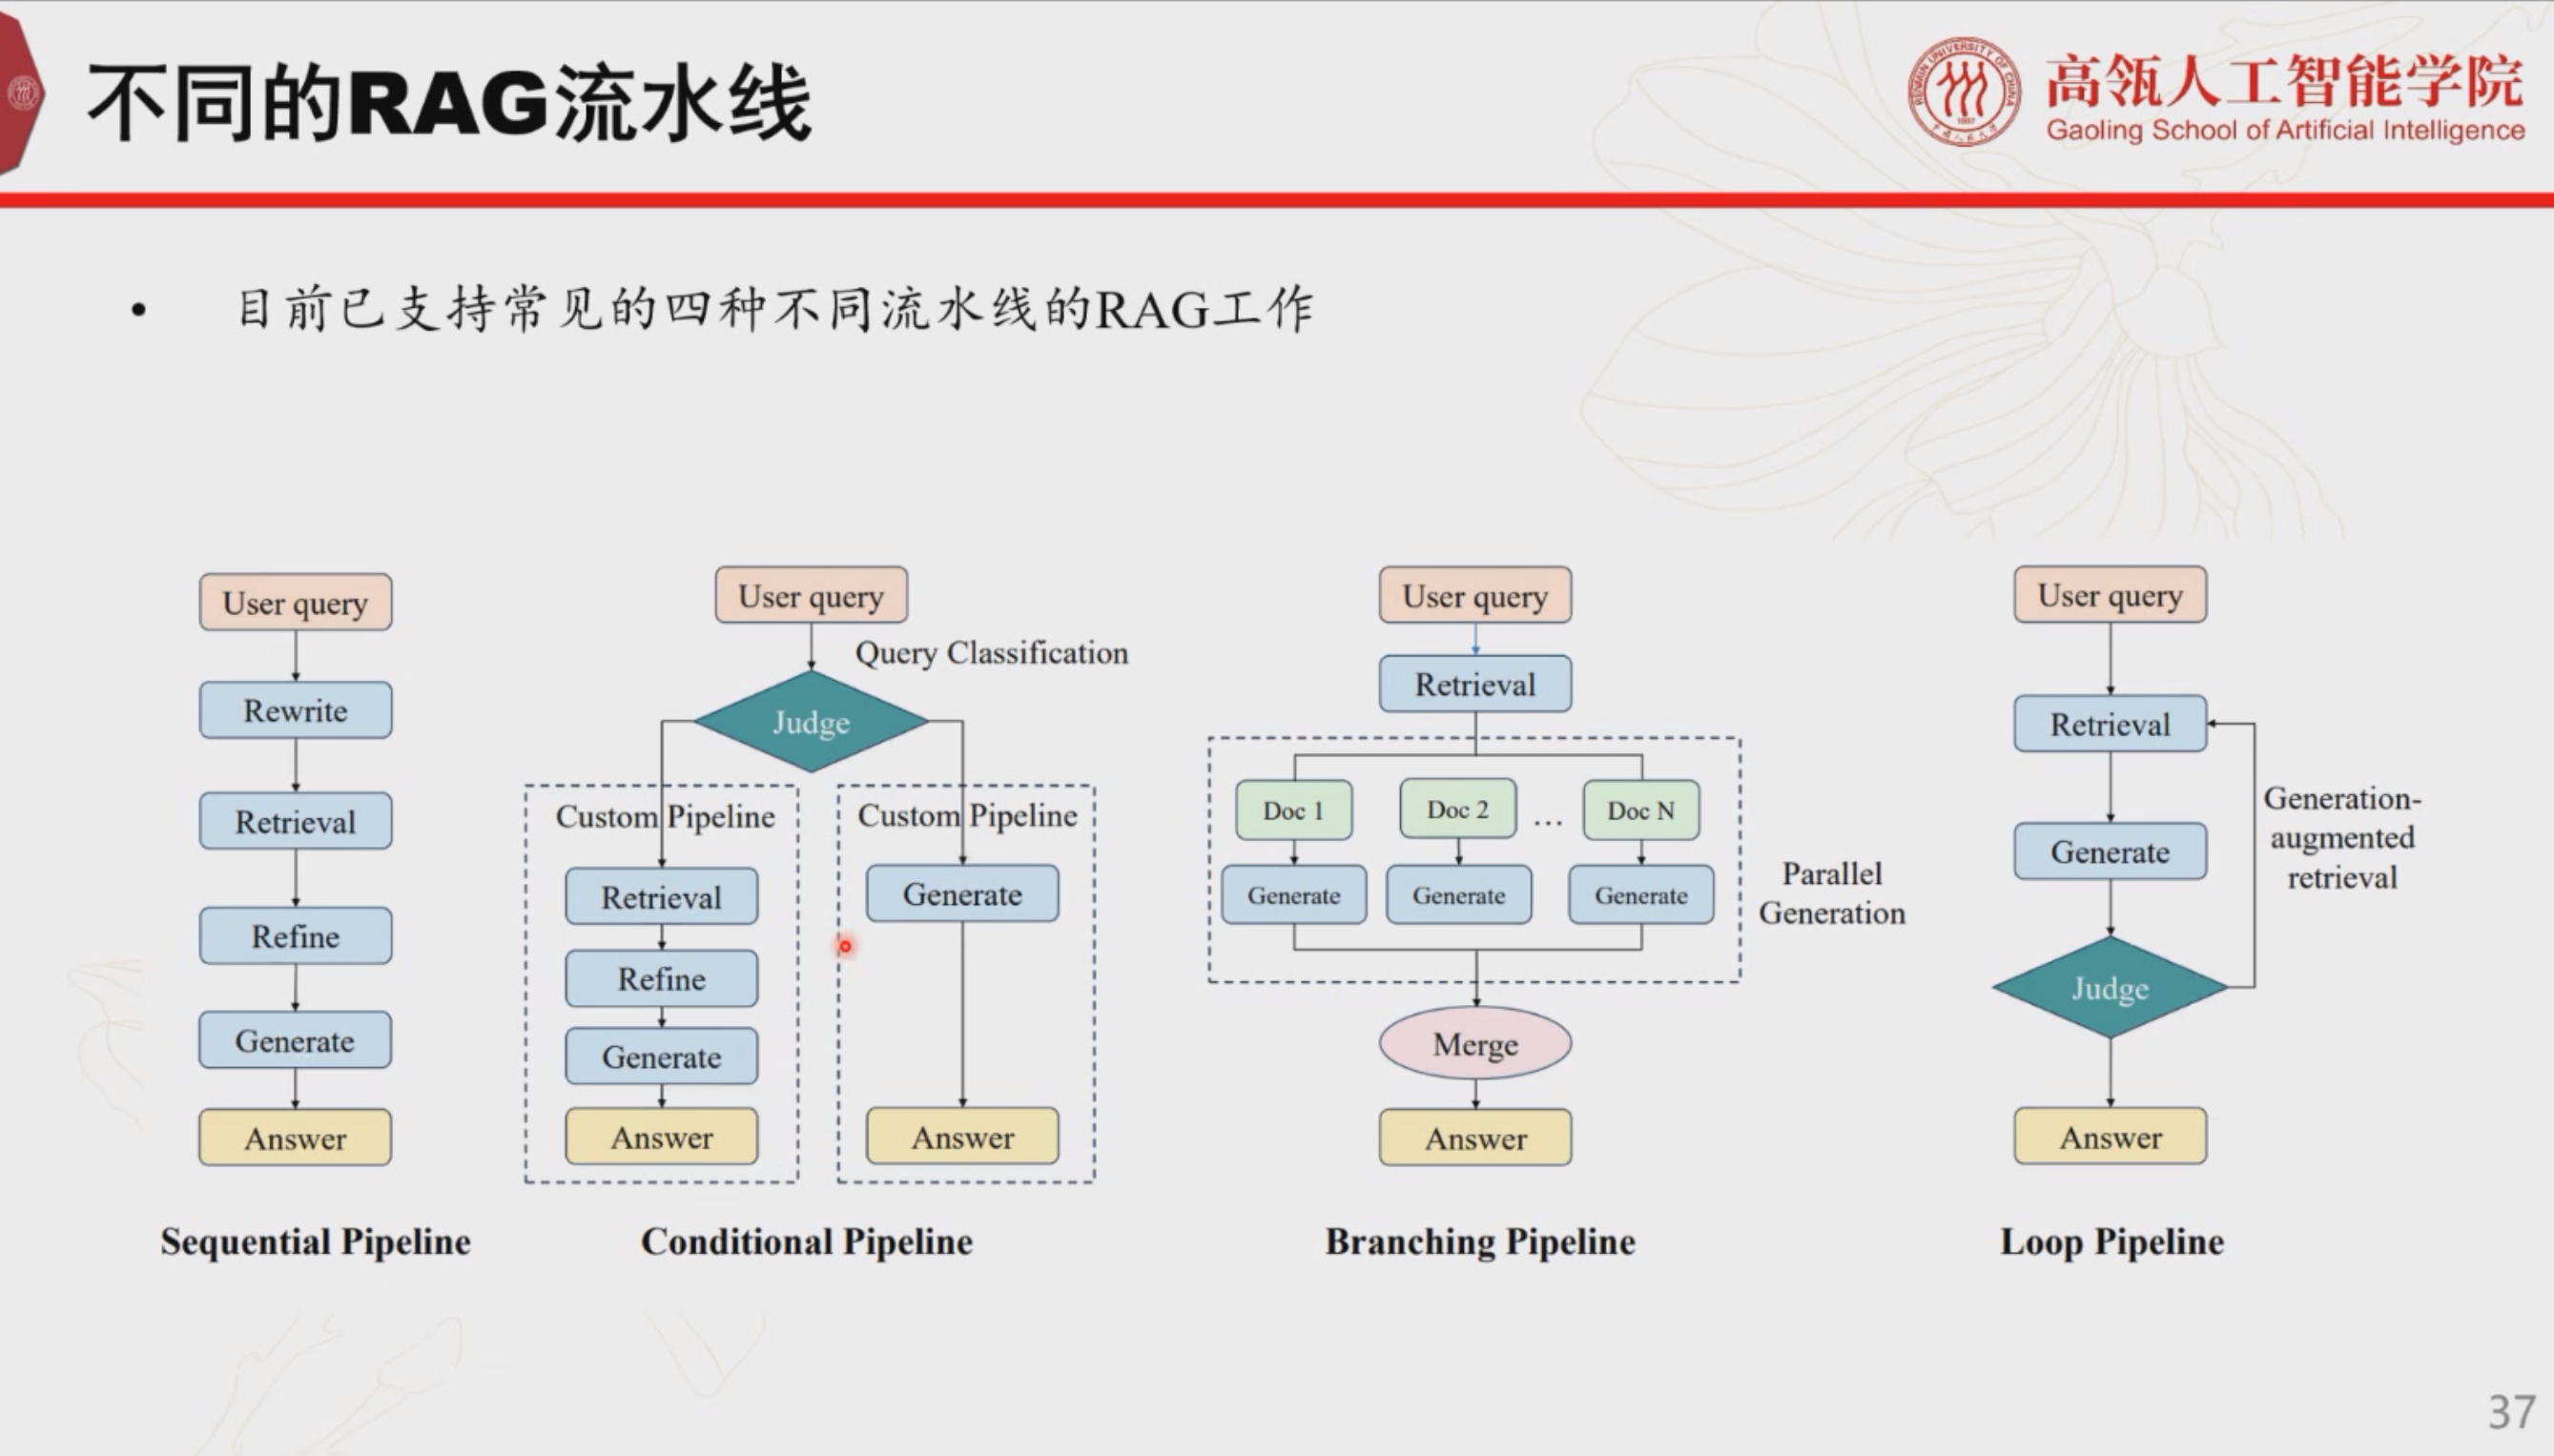 不同的RAG流水线
高瓴人工智能学院
Gaoling School of Artificial Intelligence
RENMIN UNIVERSITY OF CHINA
1937
• 目前已支持常见的四种不同流水线的RAG工作
User query
Rewrite
Retrieval
Refine
Generate
Answer
Sequential Pipeline
User query
Query Classification
Judge
Custom Pipeline
Retrieval
Refine
Generate
Answer
Custom Pipeline
Generate
Answer
Conditional Pipeline
User query
Retrieval
Doc 1
Doc 2
...
Doc N
Generate
Generate
Generate
Parallel
Generation
Merge
Answer
Branching Pipeline
User query
Retrieval
Generate
Generation-
augmented
retrieval
Judge
Answer
Loop Pipeline
37